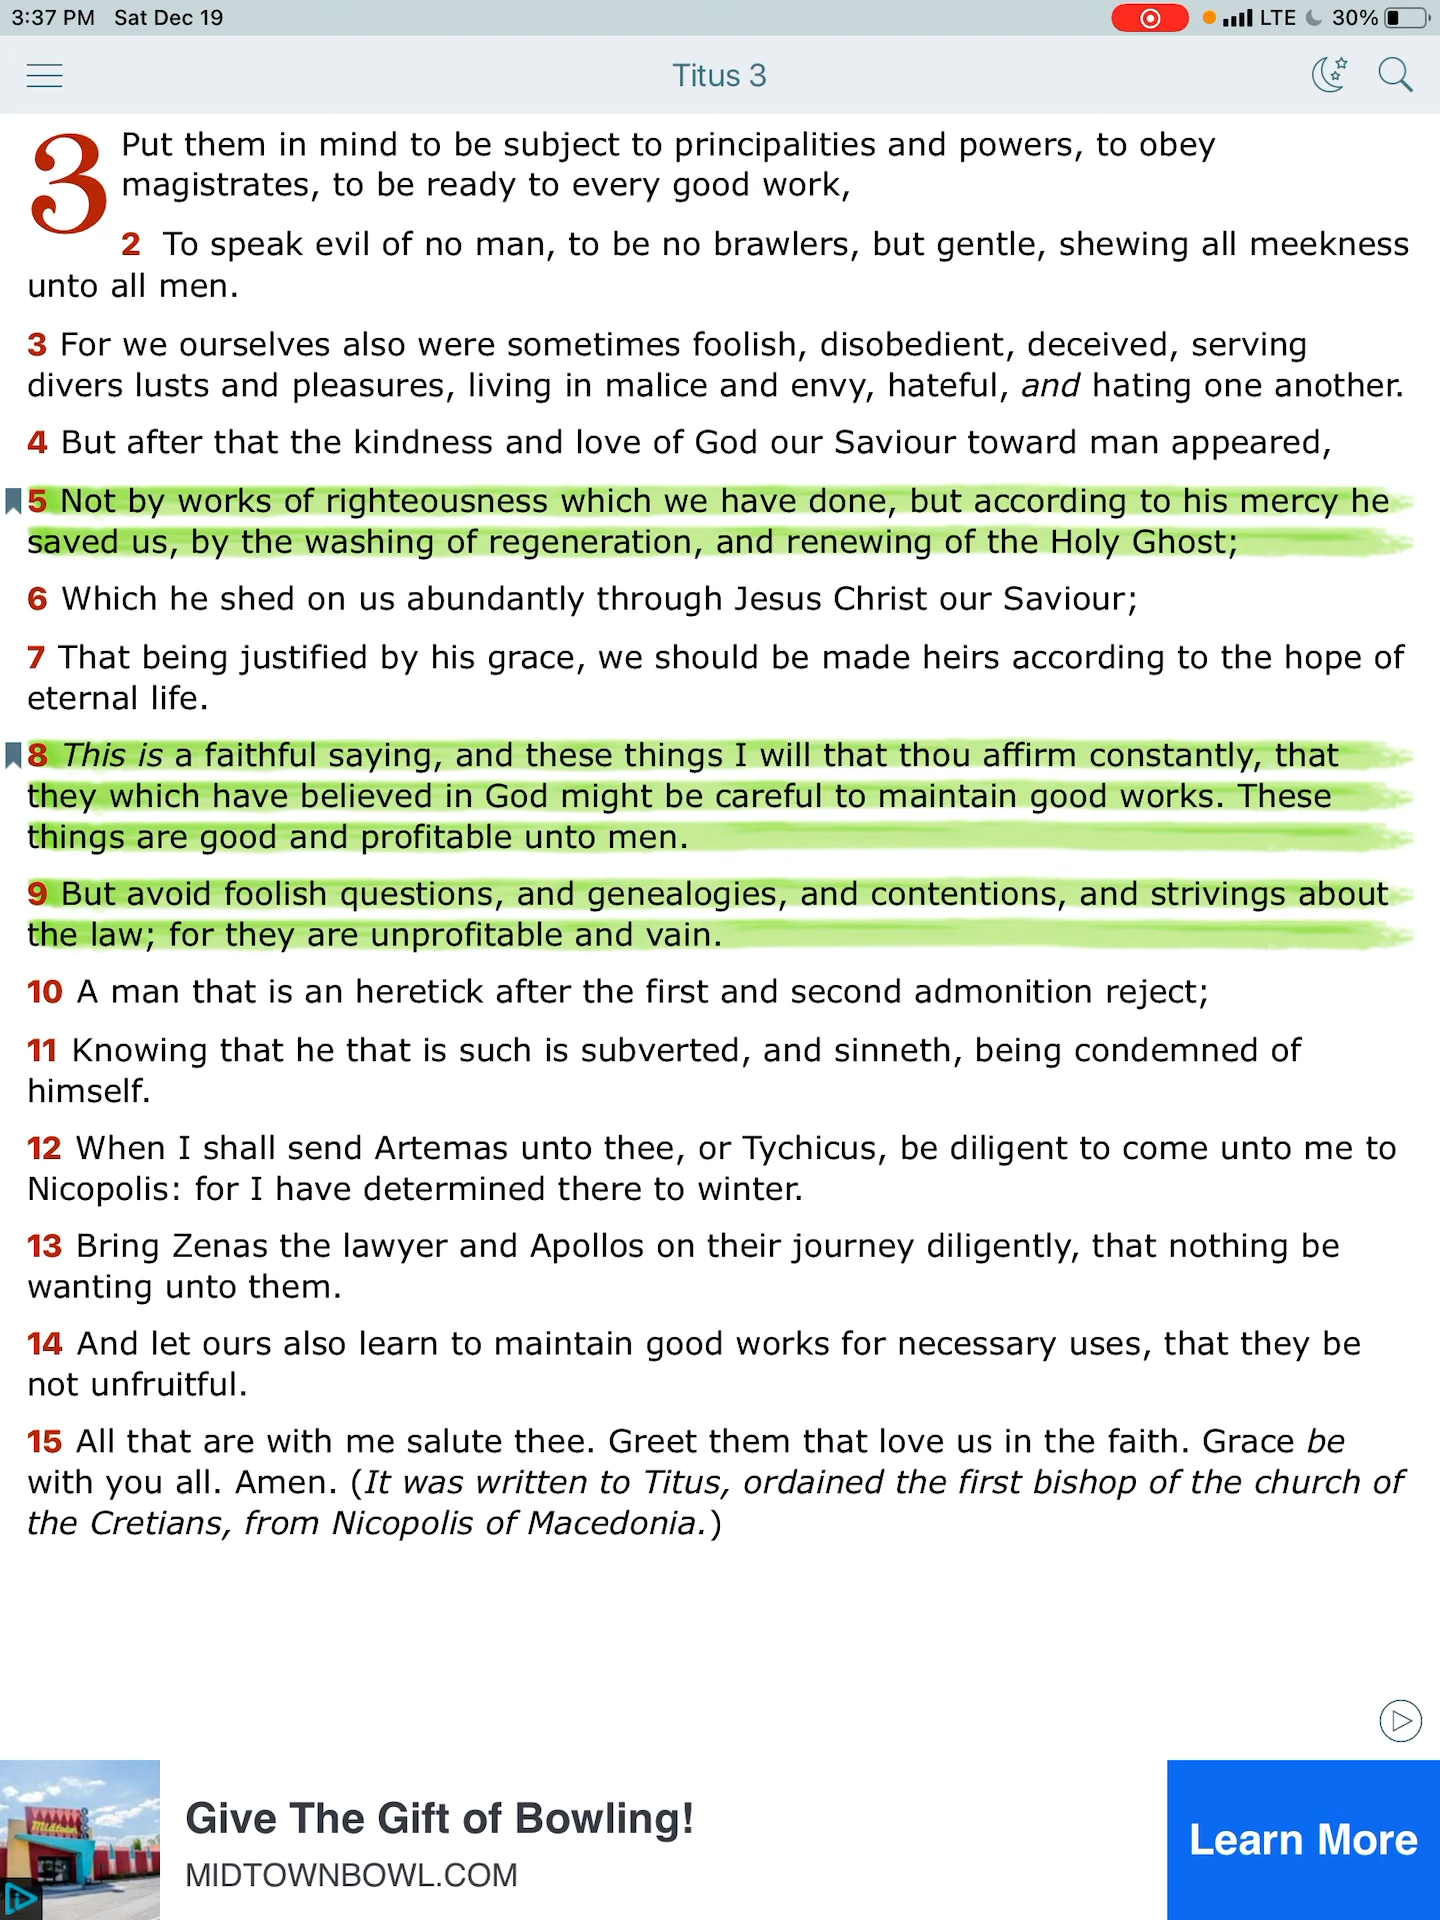 3:37 PM Sat Dec 19 LTE 30%
Titus 3
3 Put them in mind to be subject to principalities and powers, to obey
magistrates, to be ready to every good work,
2 To speak evil of no man, to be no brawlers, but gentle, shewing all meekness
unto all men.
3 For we ourselves also were sometimes foolish, disobedient, deceived, serving
divers lusts and pleasures, living in malice and envy, hateful, and hating one another.
4 But after that the kindness and love of God our Saviour toward man appeared,
5 Not by works of righteousness which we have done, but according to his mercy he
saved us, by the washing of regeneration, and renewing of the Holy Ghost;
6 Which he shed on us abundantly through Jesus Christ our Saviour;
7 That being justified by his grace, we should be made heirs according to the hope of
eternal life.
8 This is a faithful saying, and these things I will that thou affirm constantly, that
they which have believed in God might be careful to maintain good works. These
things are good and profitable unto men.
9 But avoid foolish questions, and genealogies, and contentions, and strivings about
the law; for they are unprofitable and vain.
10 A man that is an heretick after the first and second admonition reject;
11 Knowing that he that is such is subverted, and sinneth, being condemned of
himself.
12 When I shall send Artemas unto thee, or Tychicus, be diligent to come unto me to
Nicopolis: for I have determined there to winter.
13 Bring Zenas the lawyer and Apollos on their journey diligently, that nothing be
wanting unto them.
14 And let ours also learn to maintain good works for necessary uses, that they be
not unfruitful.
15 All that are with me salute thee. Greet them that love us in the faith. Grace be
with you all. Amen. (It was written to Titus, ordained the first bishop of the church of
the Cretians, from Nicopolis of Macedonia.)
Midtown
Give The Gift of Bowling!
MIDTOWNBOWL.COM
Learn More